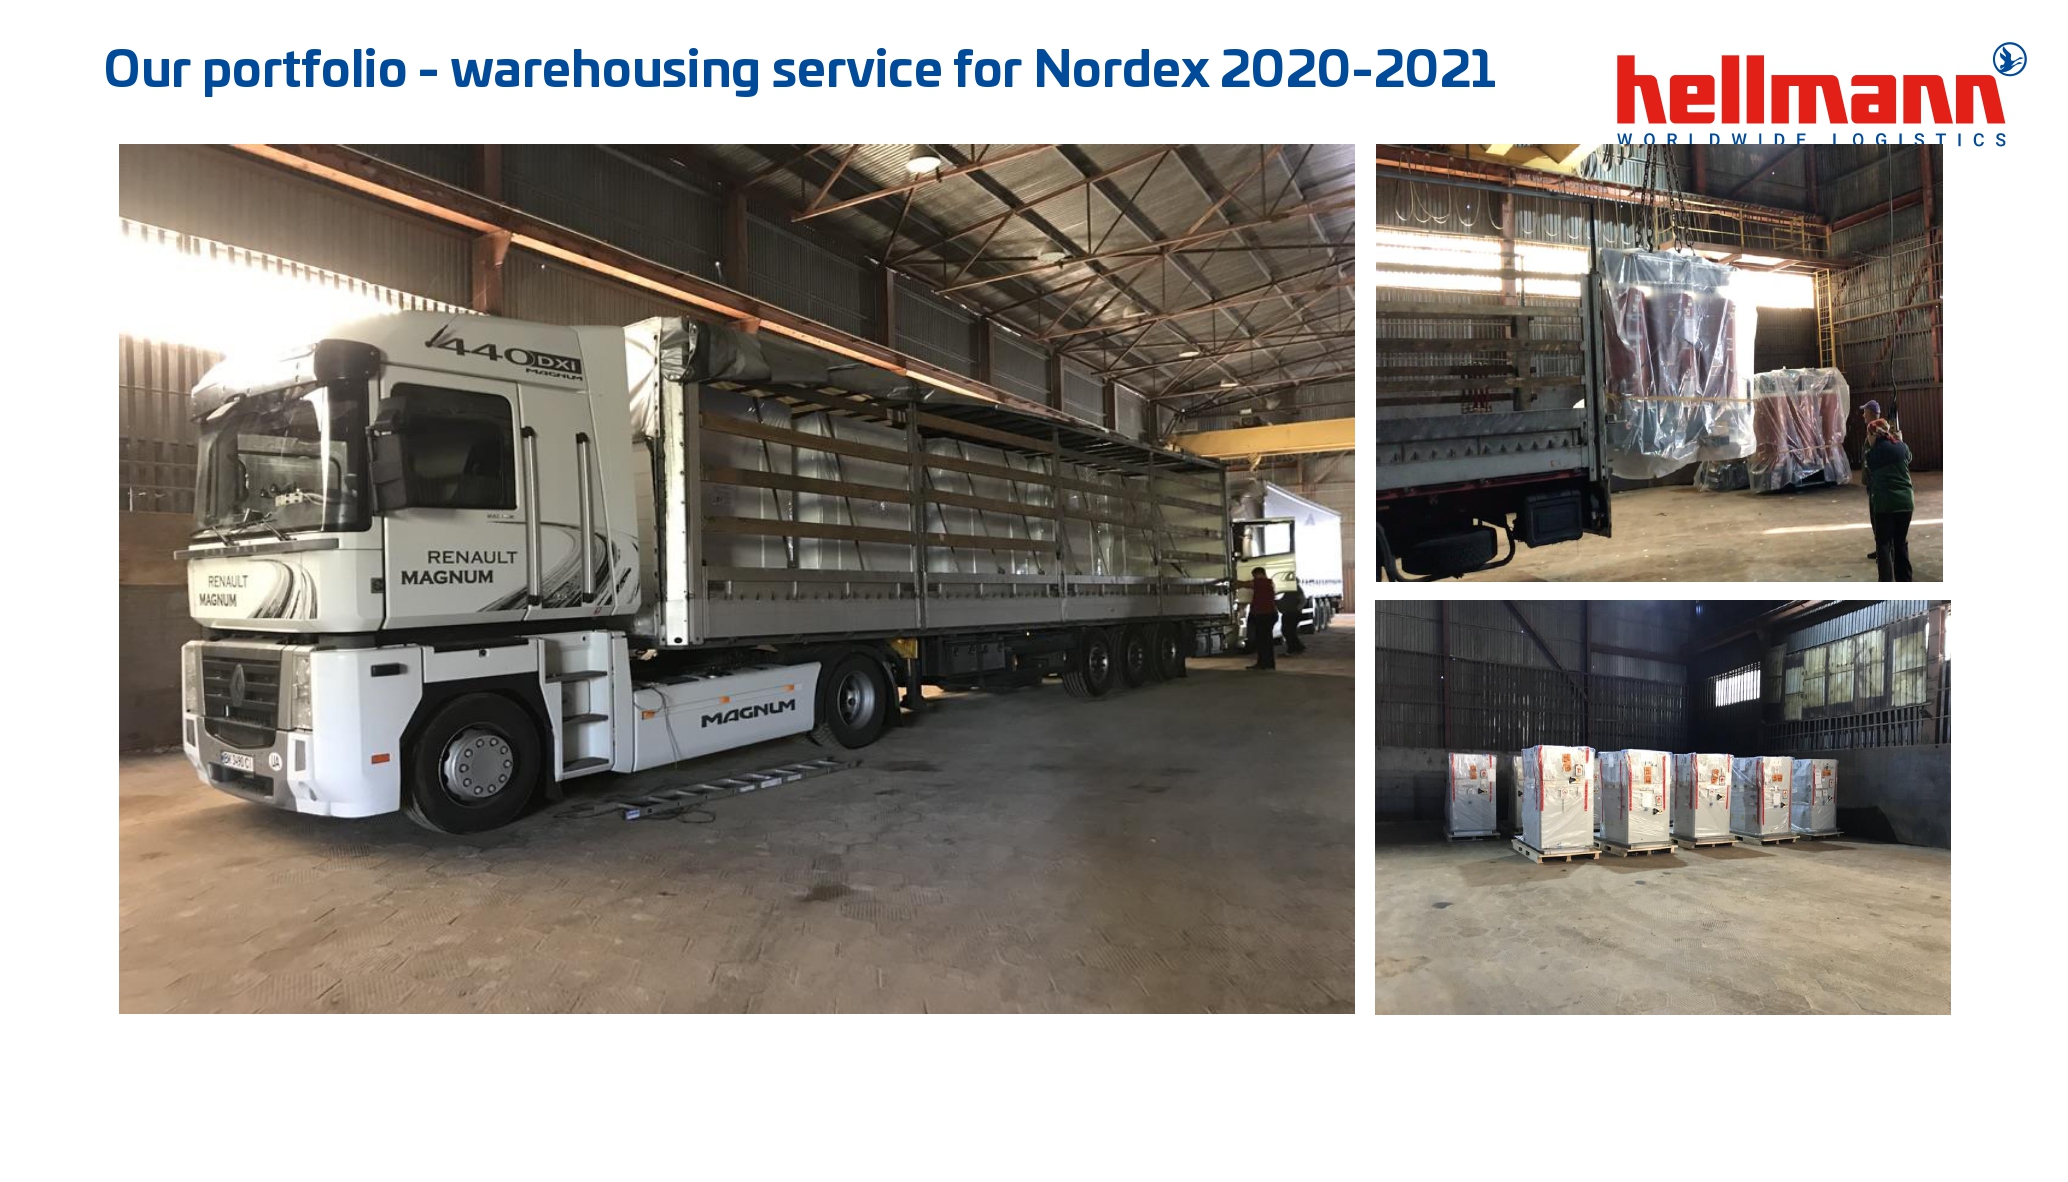 Our portfolio - warehousing service for Nordex 2020-2021
hellmann
WORLDWIDE LOGISTICS
440 DXI
MAGNUM
RENAULT
MAGNUM
RENAULT
MAGNUM
MAGNUM
UA